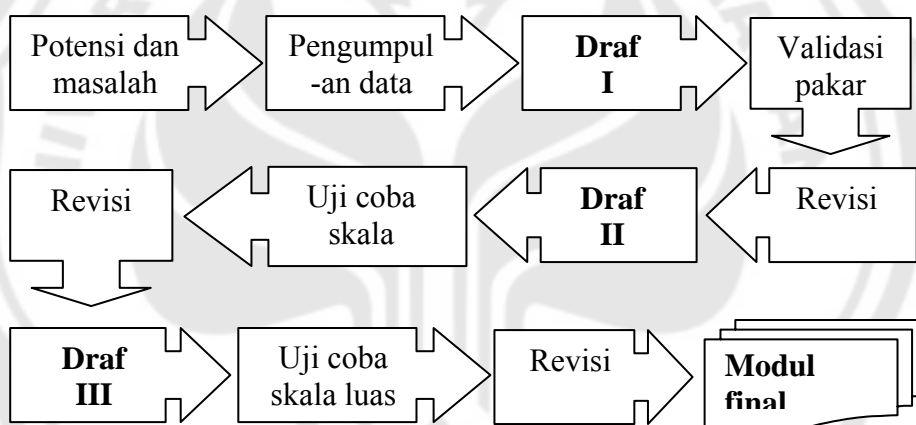 Potensi dan
masalah
Pengumpul
-an data
Draf
I
Validasi
pakar
Revisi
Draf
II
Uji coba
skala
Revisi
Draf
III
Uji coba
skala luas
Revisi
Modul
final